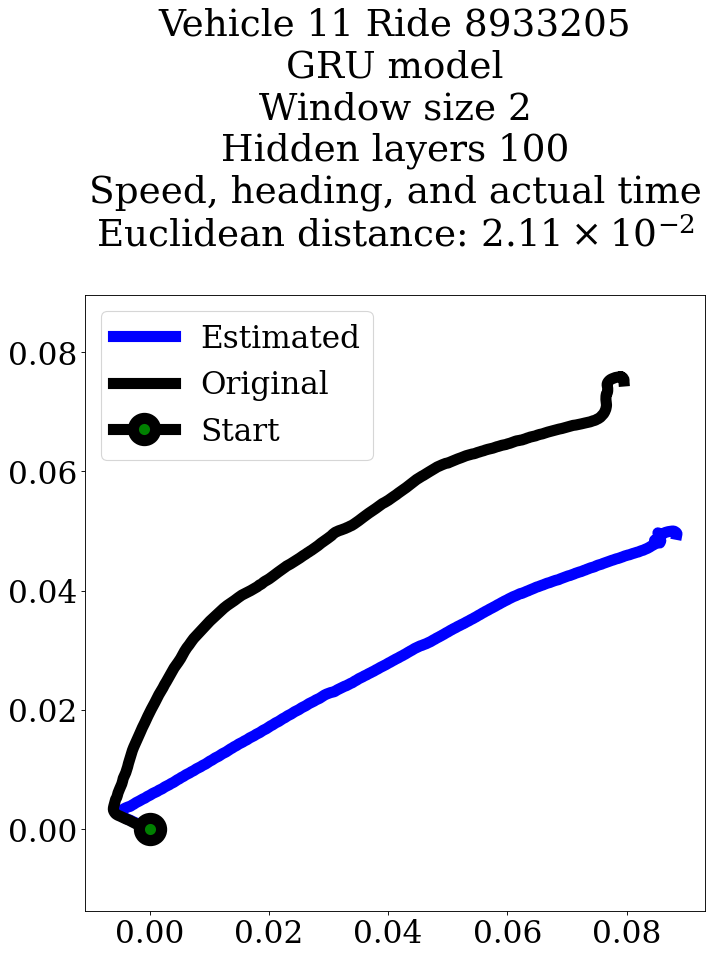 Vehicle 11 Ride 8933205
GRU model
Window size 2
Hidden layers 100
Speed, heading, and actual time
Euclidean distance: 2.11 × 10⁻²
Estimated
Original
Start
0.08
0.06
0.04
0.02
0.00
0.00 0.02 0.04 0.06 0.08